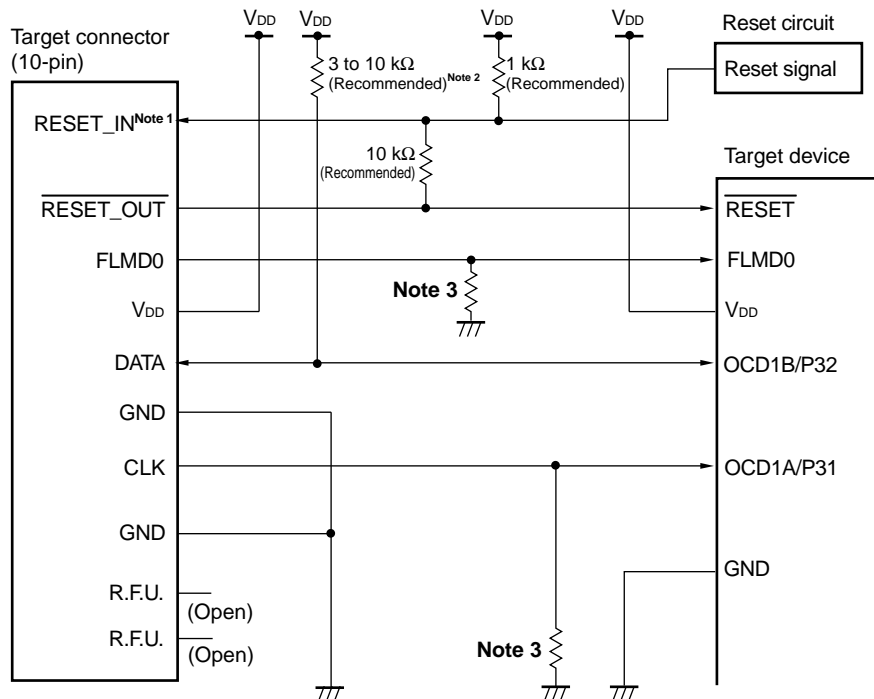 Target connector
(10-pin)
VDD
VDD
VDD
VDD
Reset circuit
Reset signal
3 to 10 kΩ
(Recommended)Note 2
1 kΩ
(Recommended)
RESET_INNote 1
10 kΩ
(Recommended)
Target device
RESET_OUT
RESET
FLMD0
FLMD0
Note 3
VDD
VDD
DATA
OCD1B/P32
GND
CLK
OCD1A/P31
GND
GND
R.F.U.
(Open)
R.F.U.
(Open)
Note 3